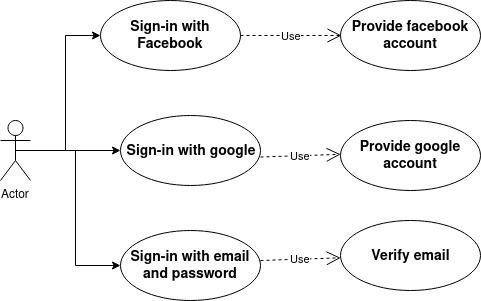 Sign-in with
Facebook
Use
Provide facebook
account
Sign-in with google
Use
Provide google
account
Actor
Sign-in with email
and password
Use
Verify email